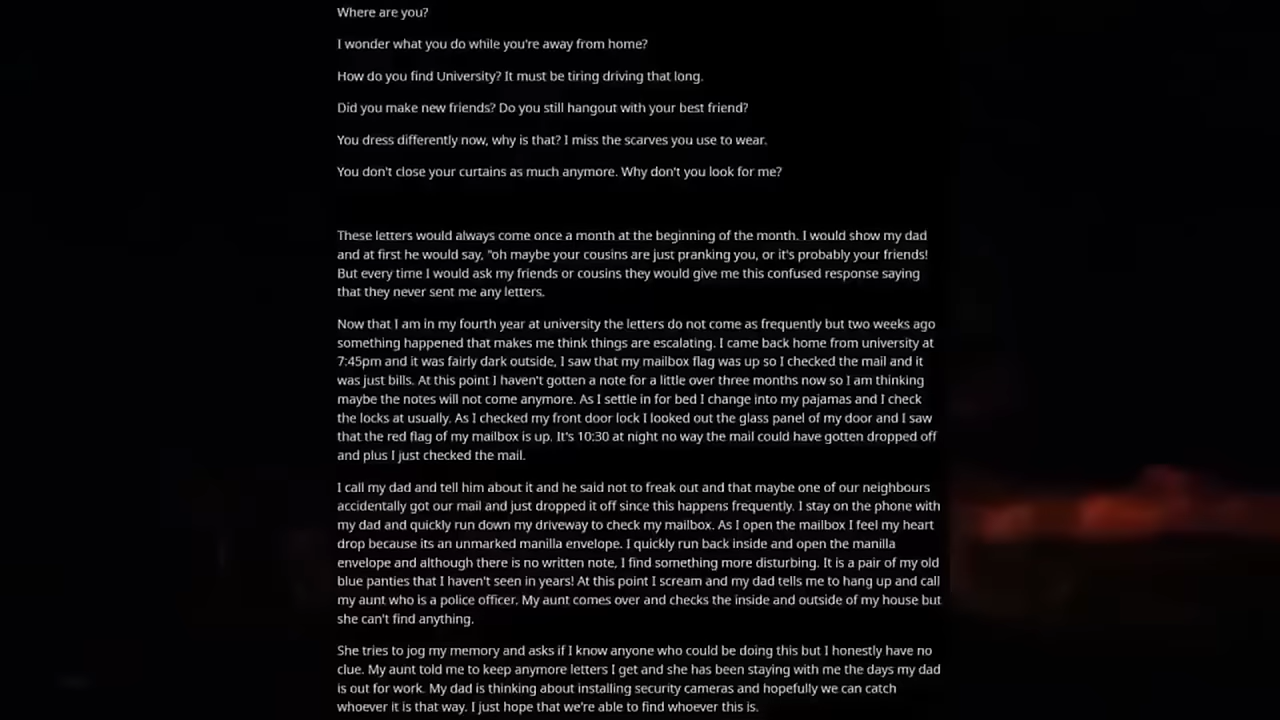 Where are you?
I wonder what you do while you're away from home?
How do you find University? It must be tiring driving that long.
Did you make new friends? Do you still hangout with your best friend?
You dress differently now, why is that? I miss the scarves you use to wear.
You don't close your curtains as much anymore. Why don't you look for me?
These letters would always come once a month at the beginning of the month. I would show my dad
and at first he would say, "oh maybe your cousins are just pranking you, or it's probably your friends!
But every time I would ask my friends or cousins they would give me this confused response saying
that they never sent me any letters.
Now that I am in my fourth year at university the letters do not come as frequently but two weeks ago
something happened that makes me think things are escalating. I came back home from university at
7:45pm and it was fairly dark outside, I saw that my mailbox flag was up so I checked the mail and it
was just bills. At this point I haven't gotten a note for a little over three months now so I am thinking
maybe the notes will not come anymore. As I settle in for bed I change into my pajamas and I check
the locks at usually. As I checked my front door lock I looked out the glass panel of my door and I saw
that the red flag of my mailbox is up. It's 10:30 at night no way the mail could have gotten dropped off
and plus I just checked the mail.
I call my dad and tell him about it and he said not to freak out and that maybe one of our neighbours
accidentally got our mail and just dropped it off since this happens frequently. I stay on the phone with
my dad and quickly run down my driveway to check my mailbox. As I open the mailbox I feel my heart
drop because its an unmarked manilla envelope. I quickly run back inside and open the manilla
envelope and although there is no written note, I find something more disturbing. It is a pair of my old
blue panties that I haven't seen in years! At this point I scream and my dad tells me to hang up and call
my aunt who is a police officer. My aunt comes over and checks the inside and outside of my house but
she can't find anything.
She tries to jog my memory and asks if I know anyone who could be doing this but I honestly have no
clue. My aunt told me to keep anymore letters I get and she has been staying with me the days my dad
is out for work. My dad is thinking about installing security cameras and hopefully we can catch
whoever it is that way. I just hope that we're able to find whoever this is.